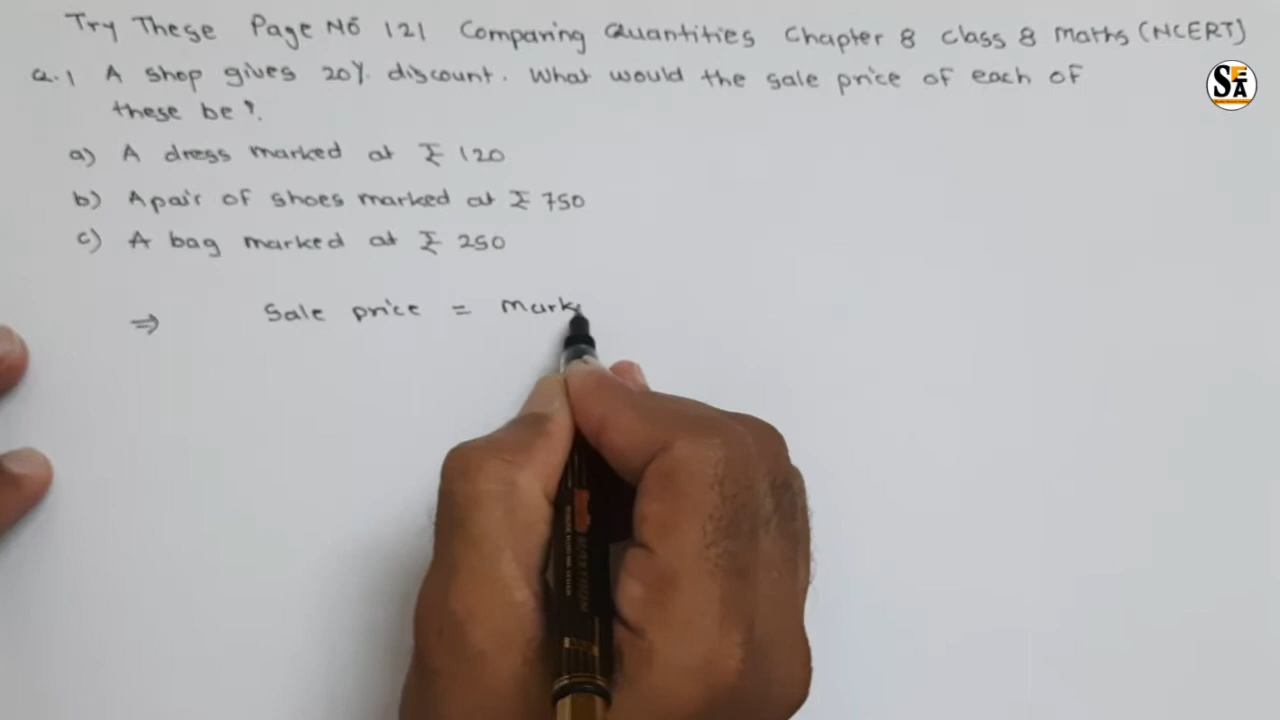 Try These Page No 121 Comparing Quantities Chapter 8 Class 8 Maths (NCERT)
Q.1 A shop gives 20% discount. What would the sale price of each of
these be?
a) A dress marked at ₹ 120
b) A pair of shoes marked at ₹ 750
c) A bag marked at ₹ 250
⇒ Sale price = Mark
SFA